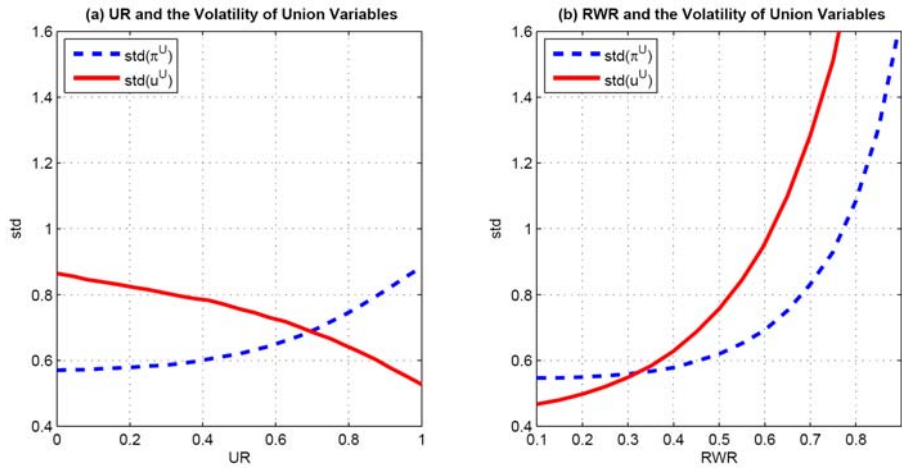 (a) UR and the Volatility of Union Variables
std(π^U)
std(u^U)
1.6
1.4
1.2
1
0.8
0.6
0.4
std
0 0.2 0.4 0.6 0.8 1
UR
(b) RWR and the Volatility of Union Variables
std(π^U)
std(u^U)
1.6
1.4
1.2
1
0.8
0.6
0.4
std
0.1 0.2 0.3 0.4 0.5 0.6 0.7 0.8
RWR